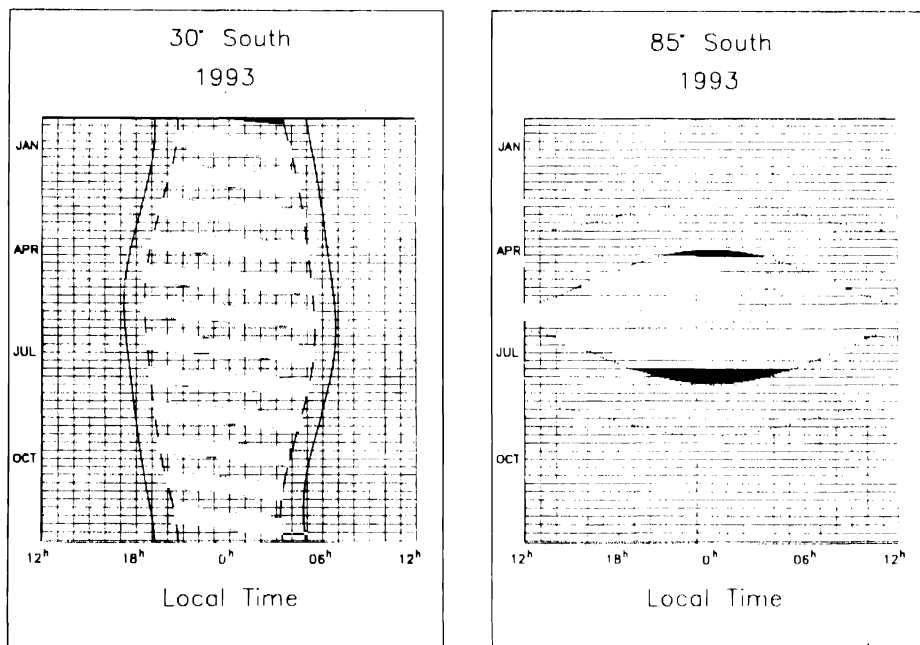 30° South
1993
JAN
APR
JUL
OCT
12ʰ 18ʰ 0ʰ 06ʰ 12ʰ
Local Time
85° South
1993
JAN
APR
JUL
OCT
12ʰ 18ʰ 0ʰ 06ʰ 12ʰ
Local Time